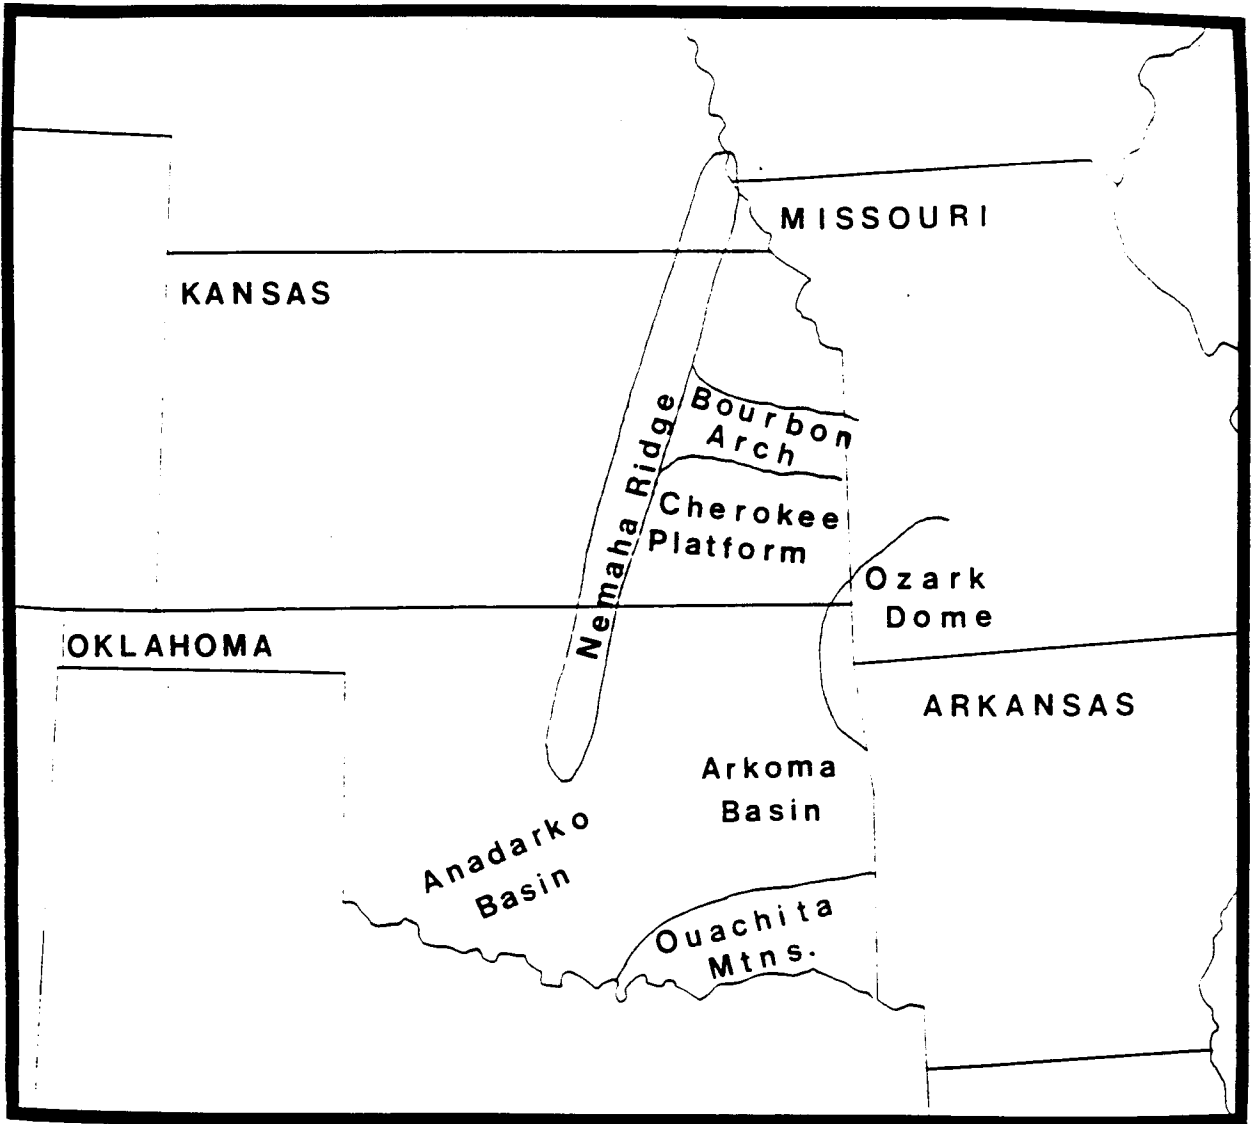 MISSOURI
KANSAS
Bourbon
Arch
Nemaha Ridge
Cherokee
Platform
Ozark
Dome
OKLAHOMA
ARKANSAS
Arkoma
Basin
Anadarko
Basin
Ouachita
Mtns.